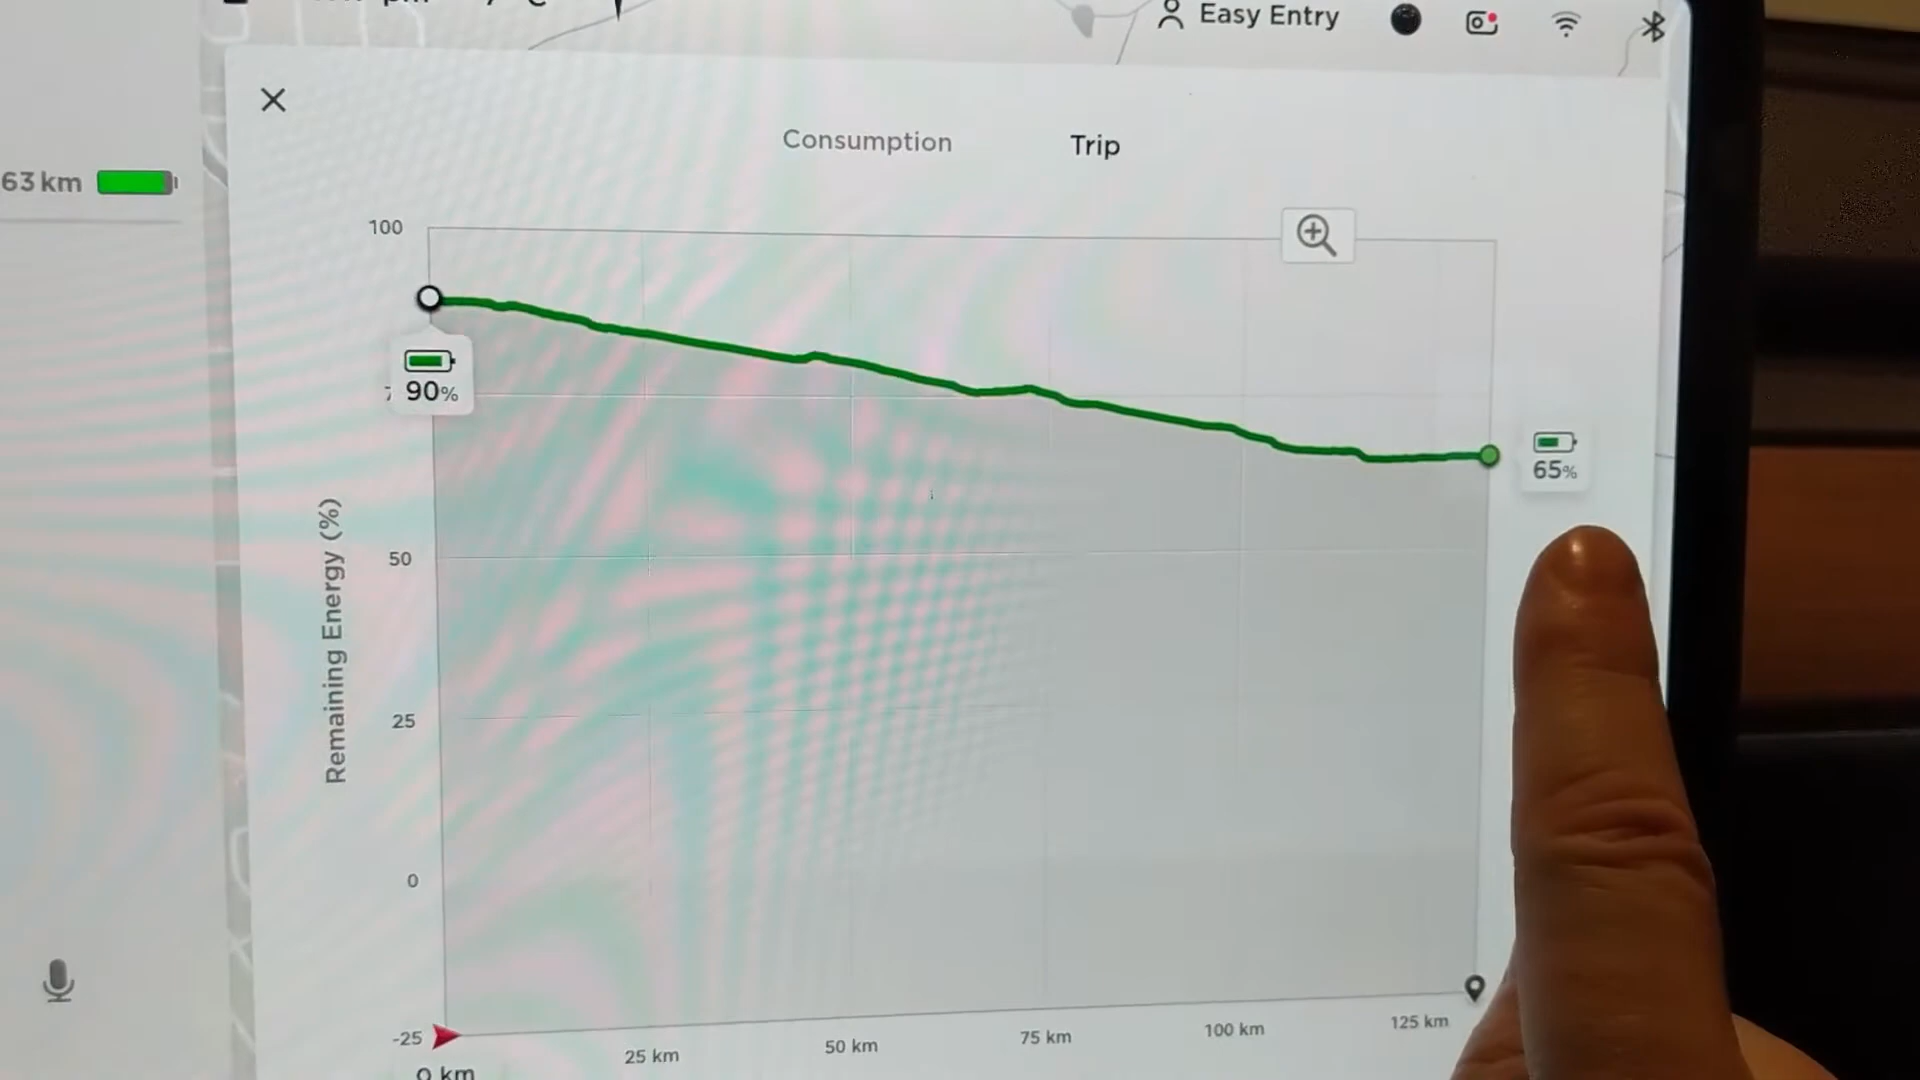 Easy Entry
Consumption
Trip
63 km
100
90%
65%
50
Remaining Energy (%)
25
0
-25
0 km
25 km
50 km
75 km
100 km
125 km